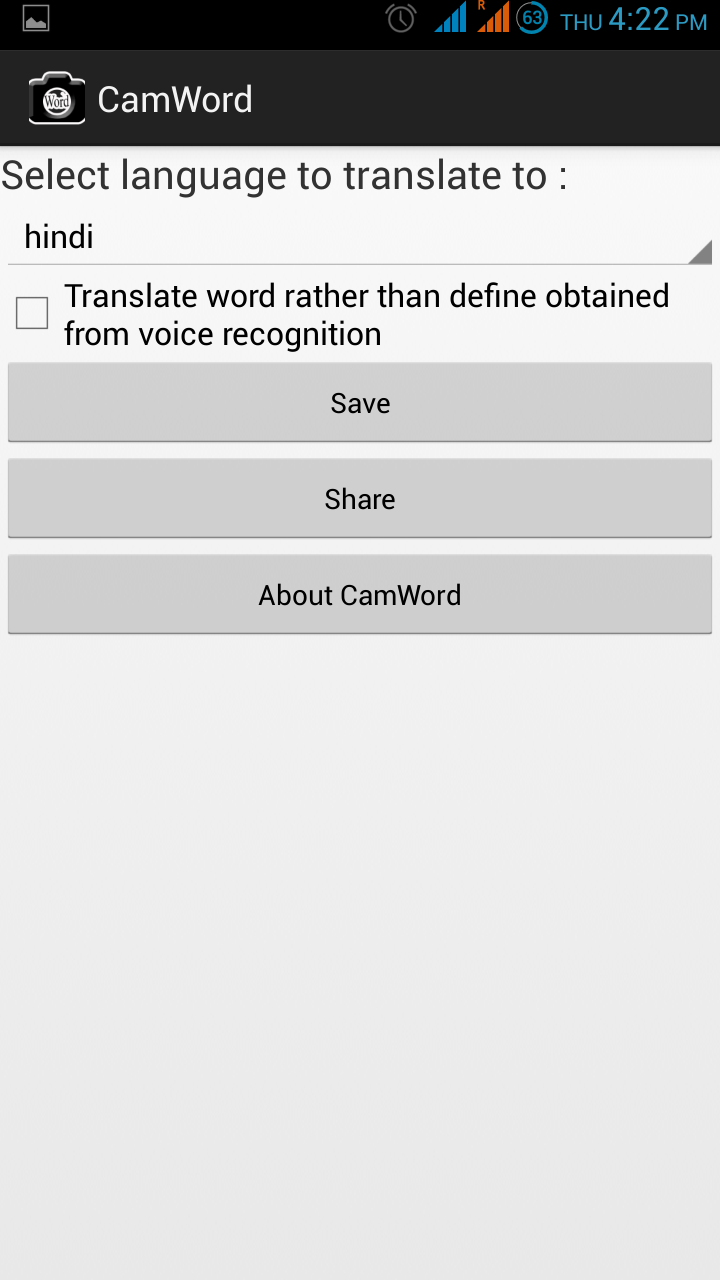 R 63 THU 4:22 PM
Word CamWord
Select language to translate to :
hindi
Translate word rather than define obtained
from voice recognition
Save
Share
About CamWord